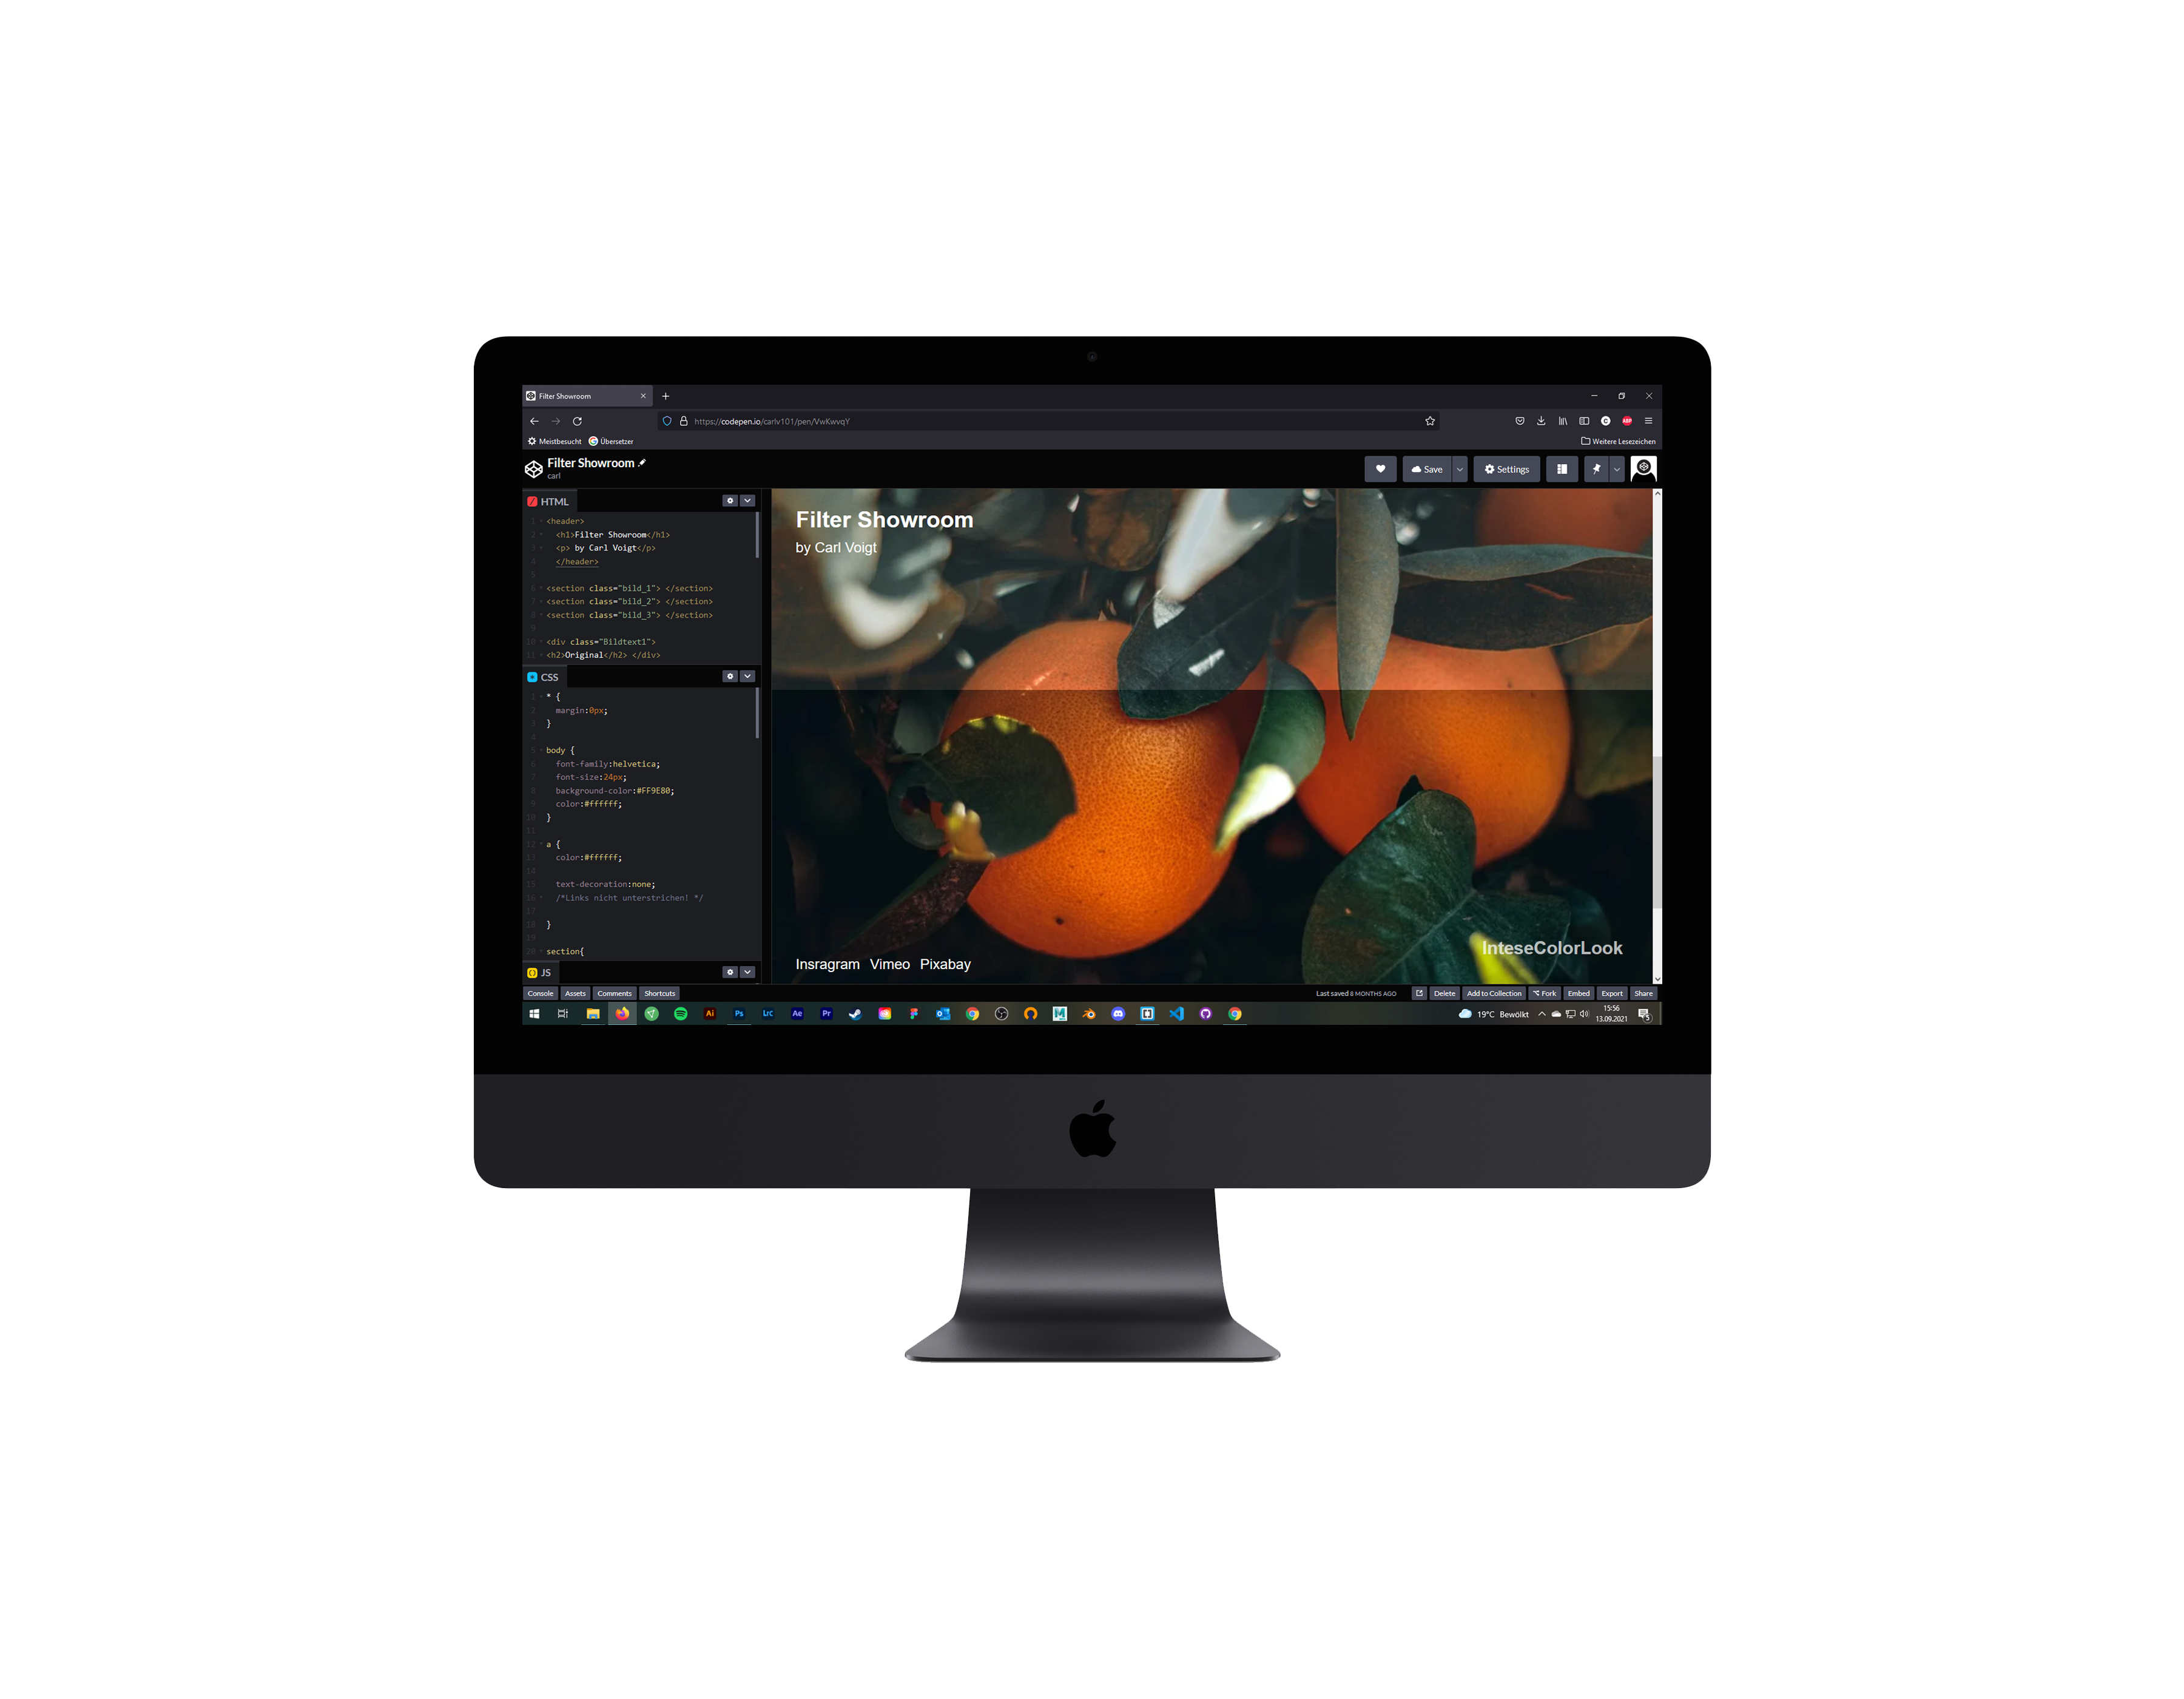 Filter Showroom
https://codepen.io/carlv101/pen/VwKwvqY
Meistbesucht Übersetzer
Weitere Lesezeichen
Filter Showroom
carl
Save
Settings
HTML
1 <header>
2 <h1>Filter Showroom</h1>
3 <p> by Carl Voigt</p>
4 </header>
5
6 <section class="bild_1"> </section>
7 <section class="bild_2"> </section>
8 <section class="bild_3"> </section>
9
10 <div class="Bildtext1">
11 <h2>Original</h2> </div>
CSS
1 * {
2 margin:0px;
3 }
4
5 body {
6 font-family:helvetica;
7 font-size:24px;
8 background-color:#FF9E80;
9 color:#ffffff;
10 }
11
12 a {
13 color:#ffffff;
14
15 text-decoration:none;
16 /*Links nicht unterstrichen! */
17
18 }
19
20 section{
JS
Filter Showroom
by Carl Voigt
InteseColorLook
Insragram Vimeo Pixabay
Console Assets Comments Shortcuts
Last saved 8 MONTHS AGO
Delete Add to Collection Fork Embed Export Share
Ai Ps Lrc Ae Pr
19°C Bewölkt
15:56
13.09.2021
5